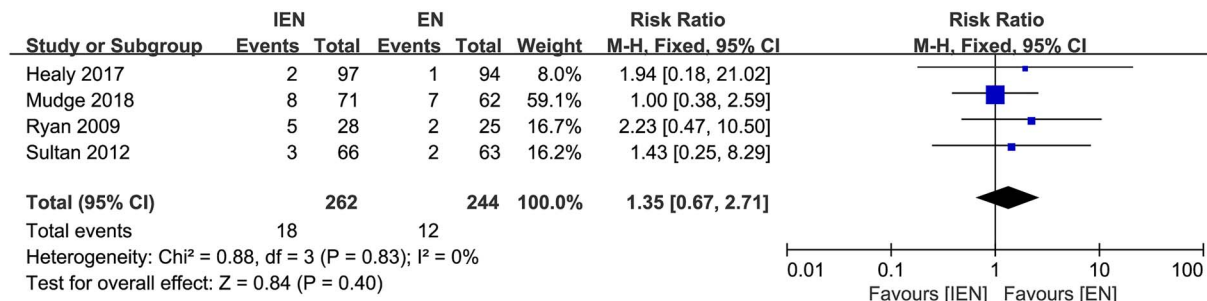 IEN EN Risk Ratio Risk Ratio
Study or Subgroup Events Total Events Total Weight M-H, Fixed, 95% CI M-H, Fixed, 95% CI
Healy 2017 2 97 1 94 8.0% 1.94 [0.18, 21.02]
Mudge 2018 8 71 7 62 59.1% 1.00 [0.38, 2.59]
Ryan 2009 5 28 2 25 16.7% 2.23 [0.47, 10.50]
Sultan 2012 3 66 2 63 16.2% 1.43 [0.25, 8.29]
Total (95% CI) 262 244 100.0% 1.35 [0.67, 2.71]
Total events 18 12
Heterogeneity: Chi² = 0.88, df = 3 (P = 0.83); I² = 0%
Test for overall effect: Z = 0.84 (P = 0.40)
0.01 0.1 1 10 100
Favours [IEN] Favours [EN]